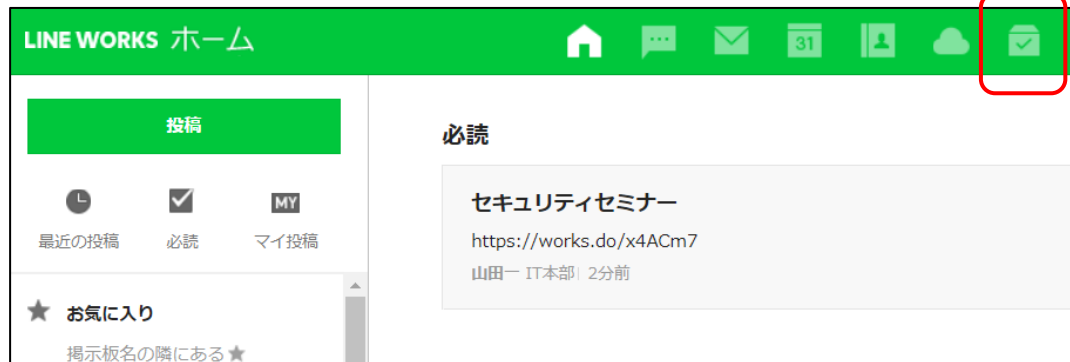 LINE WORKS ホーム
31
投稿
最近の投稿
必読
MY
マイ投稿
お気に入り
掲示板名の隣にある★
必読
セキュリティセミナー
https://works.do/x4ACm7
山田一 IT本部| 2分前